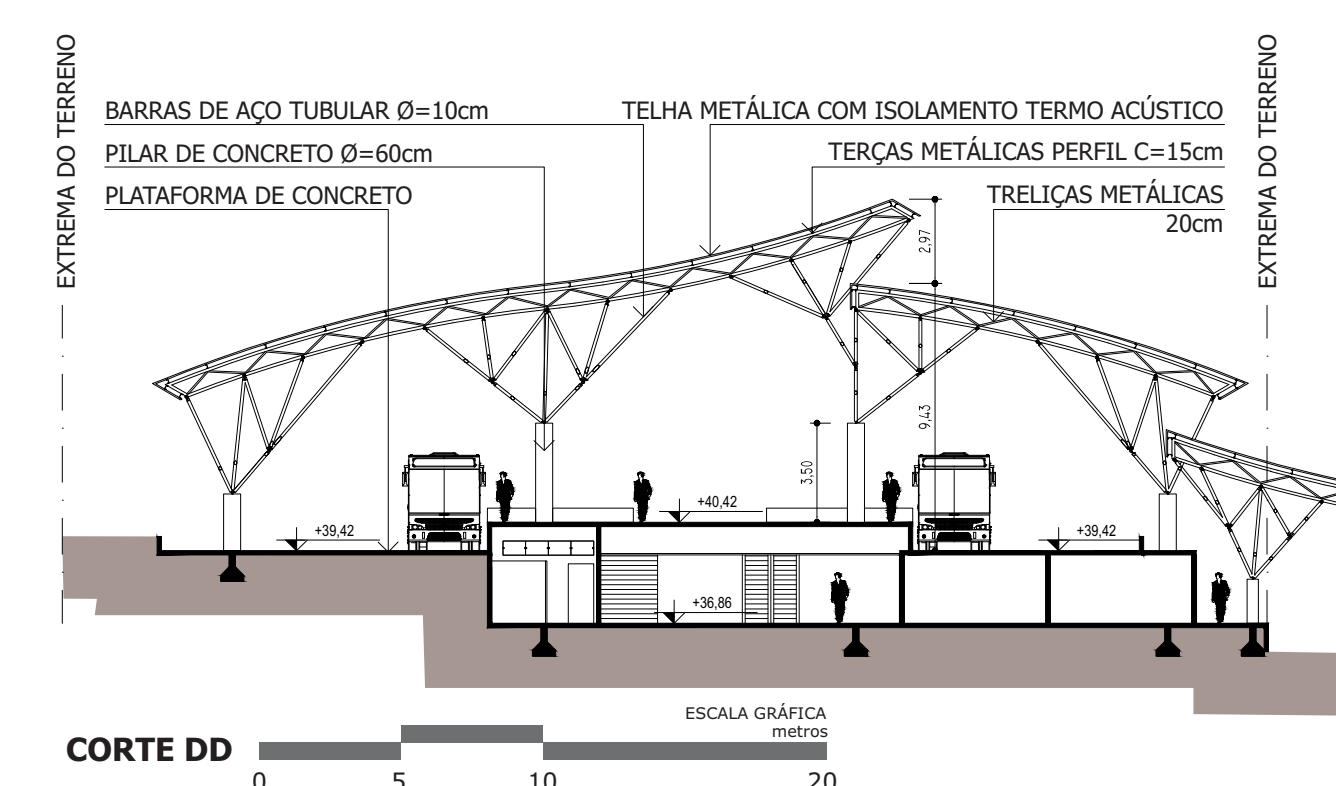 EXTREMA DO TERRENO
BARRAS DE AÇO TUBULAR Ø=10cm
PILAR DE CONCRETO Ø=60cm
PLATAFORMA DE CONCRETO
TELHA METÁLICA COM ISOLAMENTO TERMO ACÚSTICO
TERÇAS METÁLICAS PERFIL C=15cm
TRELIÇAS METÁLICAS
20cm
EXTREMA DO TERRENO
2,97
9,43
3,50
+40,42
+39,42
+39,42
+36,86
ESCALA GRÁFICA
metros
CORTE DD
0 5 10 20